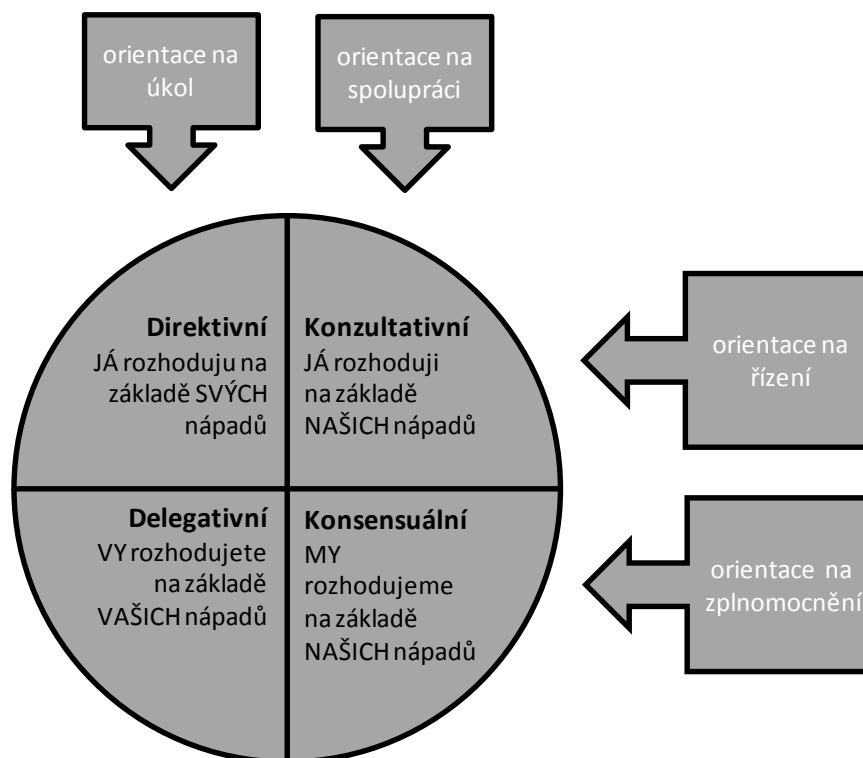 orientace na
úkol
orientace na
spolupráci
Direktivní
JÁ rozhoduju na
základě SVÝCH
nápadů
Konzultativní
JÁ rozhoduji
na základě
NAŠICH nápadů
orientace na
řízení
Delegativní
VY rozhodujete
na základě
VAŠICH nápadů
Konsensuální
MY
rozhodujeme
na základě
NAŠICH nápadů
orientace na
zplnomocnění